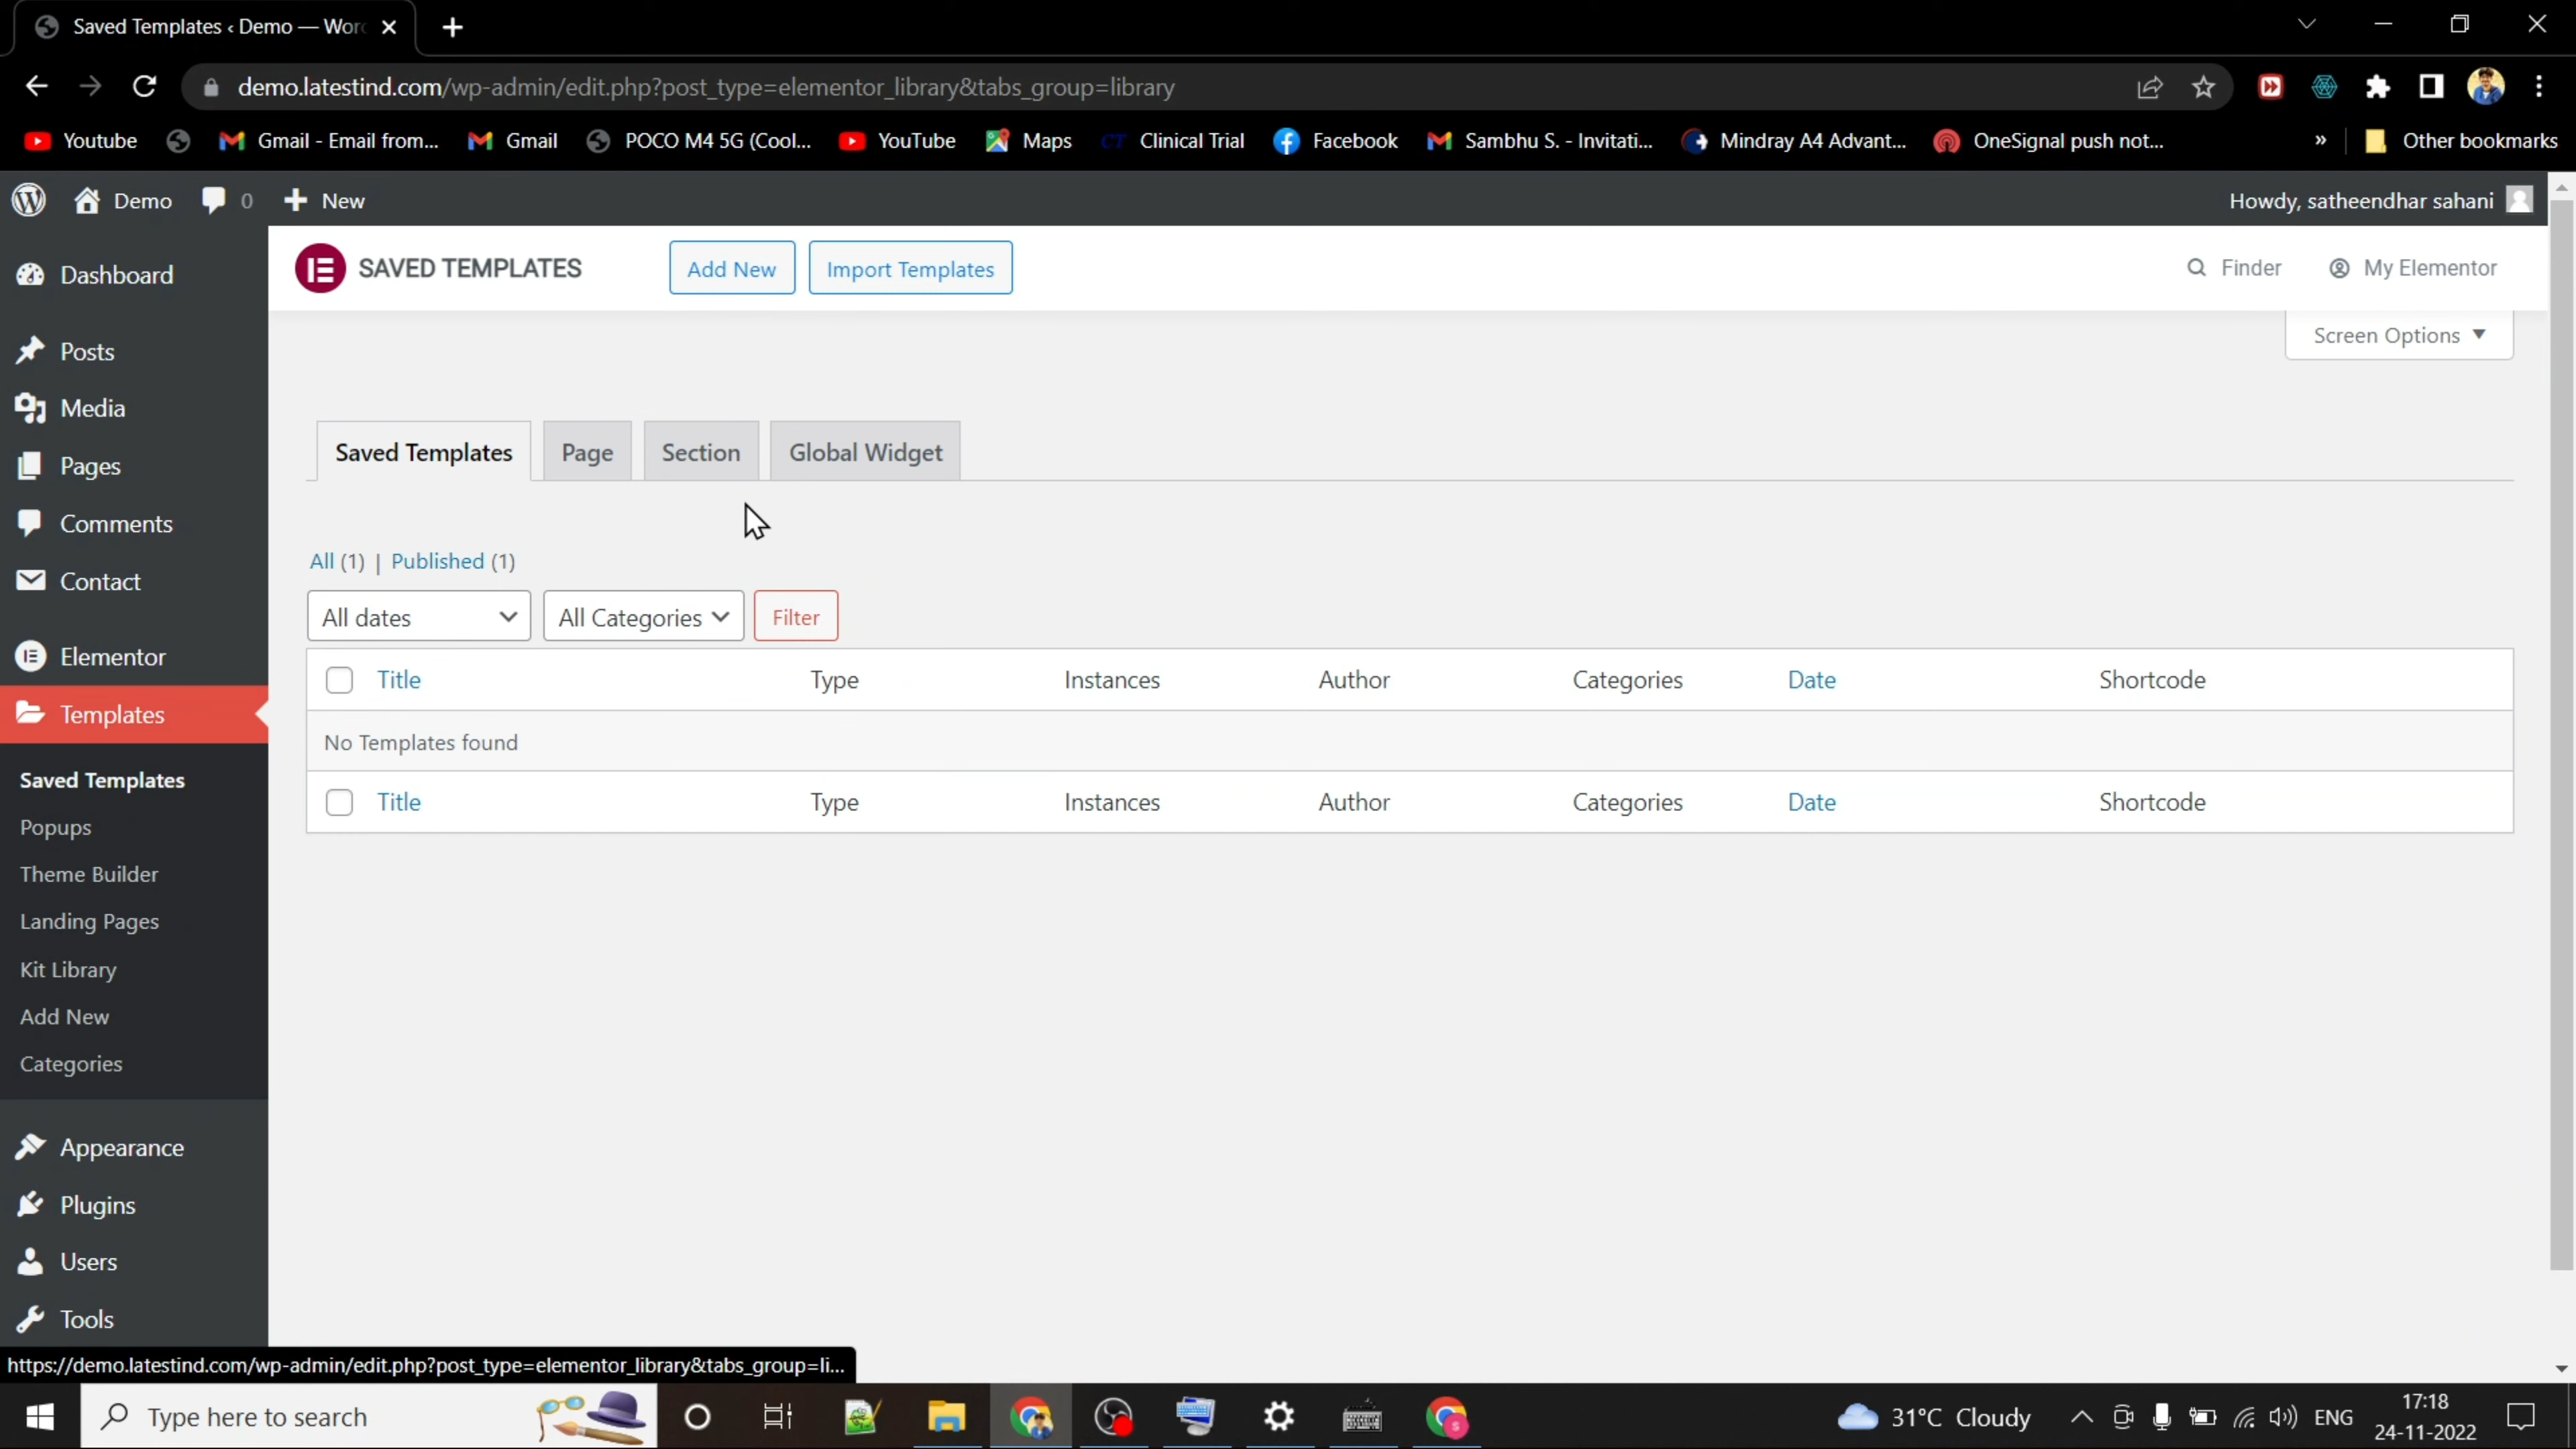 Saved Templates ‹ Demo — Wor
demo.latestind.com/wp-admin/edit.php?post_type=elementor_library&tabs_group=library
Youtube Gmail - Email from... Gmail POCO M4 5G (Cool... YouTube Maps CT Clinical Trial Facebook Sambhu S. - Invitati... Mindray A4 Advant... OneSignal push not... » Other bookmarks
Demo 0 New Howdy, satheendhar sahani
SAVED TEMPLATES Add New Import Templates Finder My Elementor
Screen Options
Dashboard
Posts
Media
Pages
Comments
Contact
Elementor
Templates
Saved Templates
Popups
Theme Builder
Landing Pages
Kit Library
Add New
Categories
Appearance
Plugins
Users
Tools
Saved Templates Page Section Global Widget
All (1) | Published (1)
All dates All Categories Filter
Title Type Instances Author Categories Date Shortcode
No Templates found
Title Type Instances Author Categories Date Shortcode
https://demo.latestind.com/wp-admin/edit.php?post_type=elementor_library&tabs_group=li...
Type here to search
31°C Cloudy ENG
17:18
24-11-2022